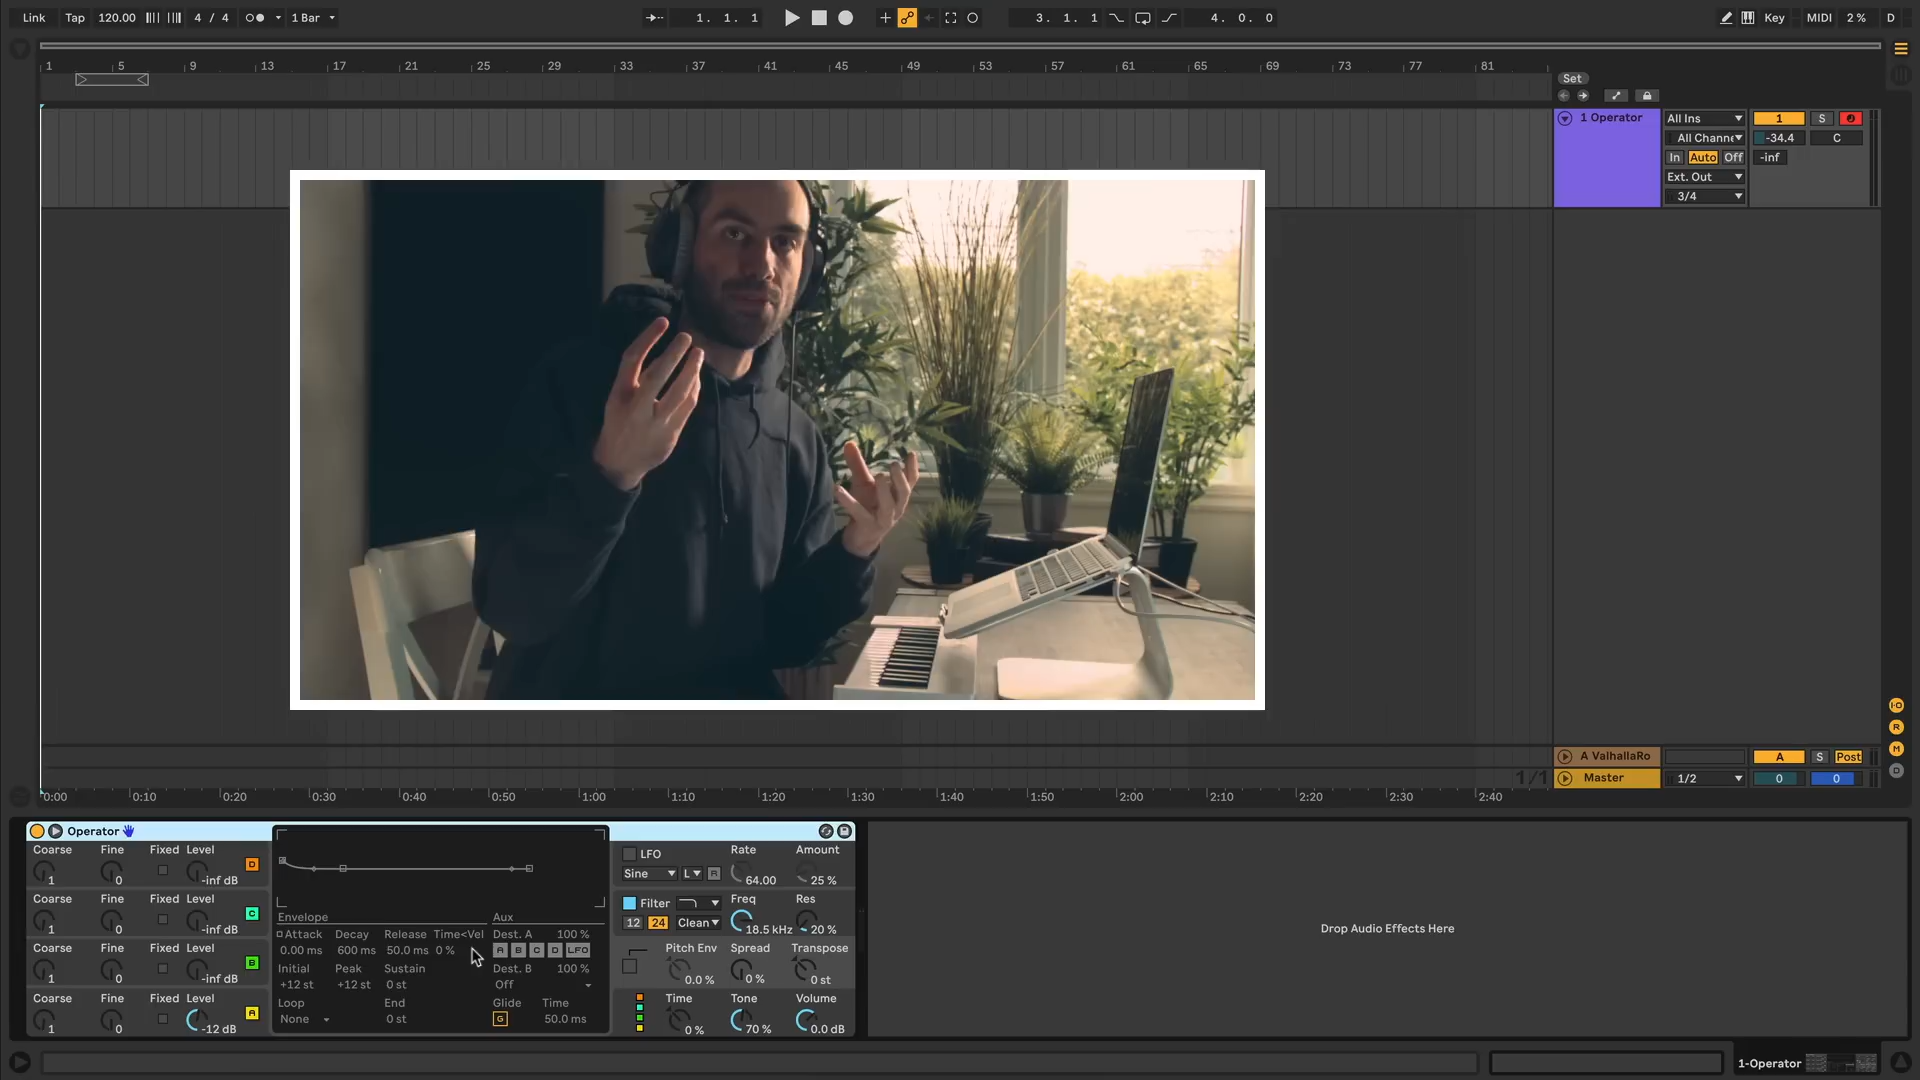 Link Tap 120.00 4 / 4 1 Bar 1. 1. 1 3. 1. 1 4. 0. 0 Key MIDI 2 % D
1 5 9 13 17 21 25 29 33 37 41 45 49 53 57 61 65 69 73 77 81
Set
1 Operator All Ins 1 S
All Channe -34.4 C
In Auto Off -inf
Ext. Out
3/4
A ValhallaRo A S Post
1/1 Master 1/2 0 0
0:00 0:10 0:20 0:30 0:40 0:50 1:00 1:10 1:20 1:30 1:40 1:50 2:00 2:10 2:20 2:30 2:40
Operator
Coarse Fine Fixed Level D
1 0 -inf dB
Coarse Fine Fixed Level C
1 0 -inf dB
Coarse Fine Fixed Level B
1 0 -inf dB
Coarse Fine Fixed Level A
1 0 -12 dB
Envelope Aux
Attack Decay Release Time<Vel Dest. A 100 %
0.00 ms 600 ms 50.0 ms 0 % A B C D LFO
Initial Peak Sustain Dest. B 100 %
+12 st +12 st 0 st Off
Loop End Glide Time
None 0 st G 50.0 ms
LFO Rate Amount
Sine L R 64.00 25 %
Filter Freq Res
12 24 Clean 18.5 kHz 20 %
Pitch Env Spread Transpose
0.0 % 0 % 0 st
Time Tone Volume
0 % 70 % 0.0 dB
Drop Audio Effects Here
I-O
R
M
D
1-Operator